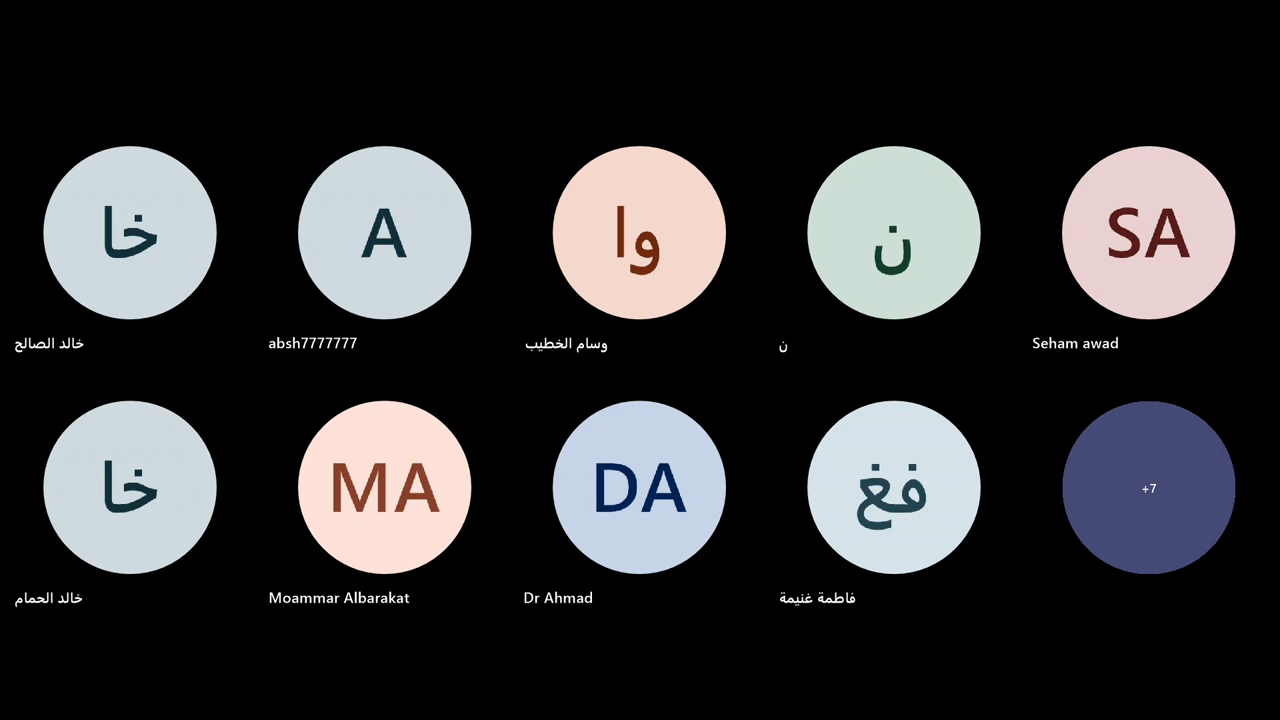 خا
A
وا
ن
SA
خالد الصالح
absh7777777
وسام الخطيب
ن
Seham awad
خا
MA
DA
فغ
+7
خالد الحمام
Moammar Albarakat
Dr Ahmad
فاطمة غنيمة